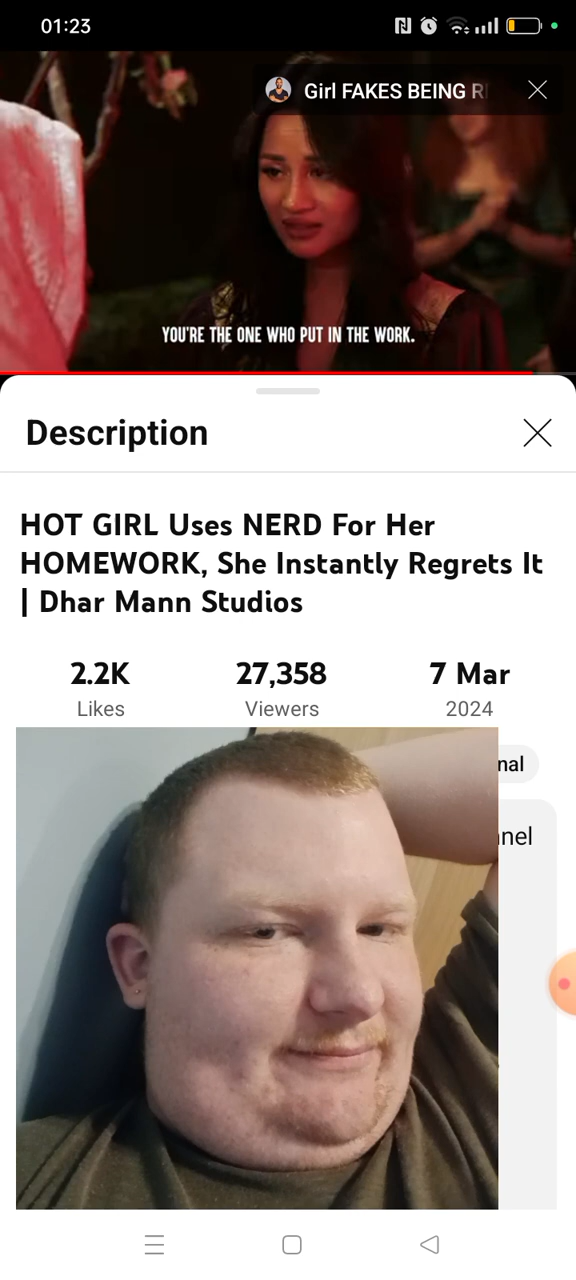 01:23
Girl FAKES BEING
YOU'RE THE ONE WHO PUT IN THE WORK.
Description
HOT GIRL Uses NERD For Her
HOMEWORK, She Instantly Regrets It
| Dhar Mann Studios
2.2K 27,358 7 Mar
Likes Viewers 2024
nal
nel